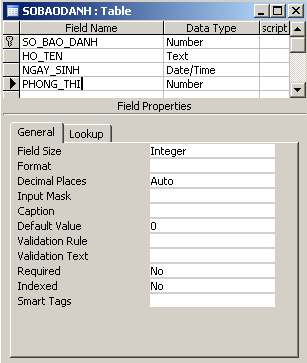 SOBAODANH : Table
Field Name Data Type script
SO_BAO_DANH Number
HO_TEN Text
NGAY_SINH Date/Time
PHONG_THI Number
Field Properties
General Lookup
Field Size Integer
Format
Decimal Places Auto
Input Mask
Caption
Default Value 0
Validation Rule
Validation Text
Required No
Indexed No
Smart Tags